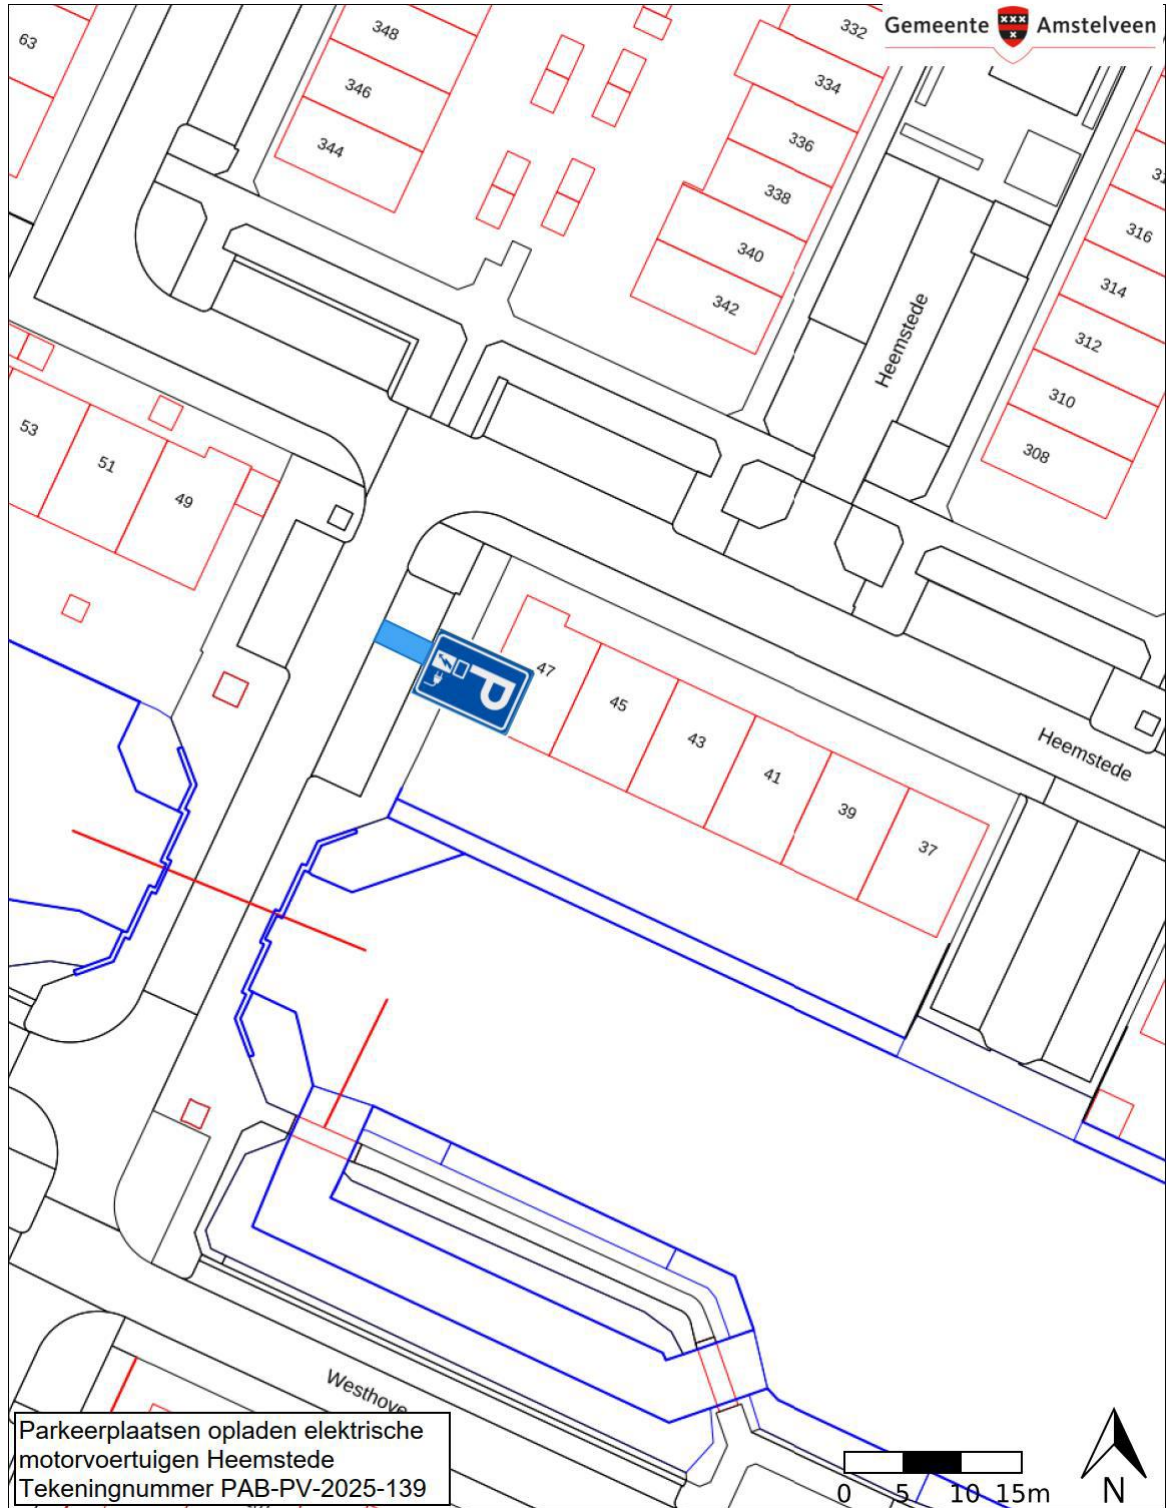 Gemeente Amstelveen
63
348
346
344
332
334
336
338
340
342
316
314
312
310
308
Heemstede
53
51
49
47
45
43
41
39
37
P
Heemstede
Westhove
Parkeerplaatsen opladen elektrische
motorvoertuigen Heemstede
Tekeningnummer PAB-PV-2025-139
0 5 10 15m
N